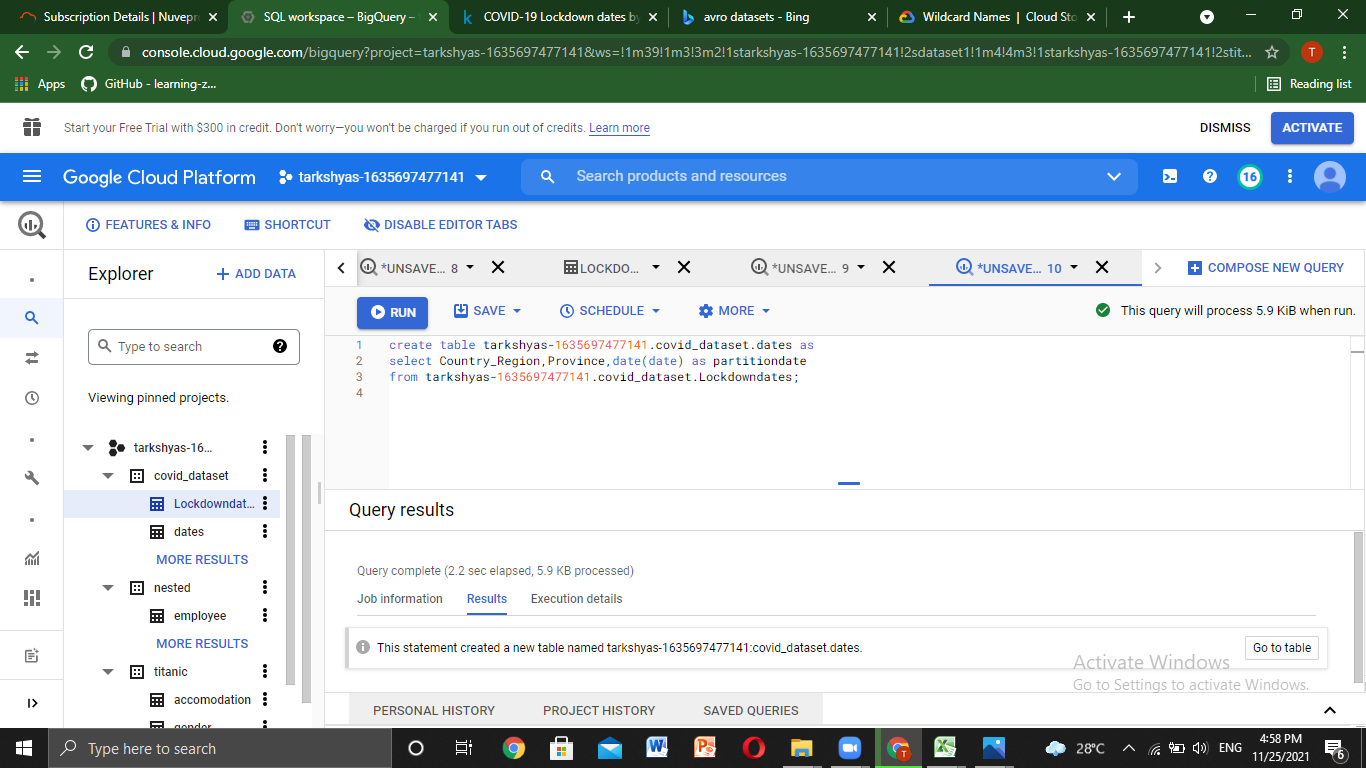 Subscription Details | Nuvepr
SQL workspace – BigQuery –
COVID-19 Lockdown dates by
avro datasets - Bing
Wildcard Names | Cloud Sto
console.cloud.google.com/bigquery?project=tarkshyas-1635697477141&ws=!1m39!1m3!3m2!1starkshyas-1635697477141!2sdataset1!1m4!4m3!1starkshyas-1635697477141!2stit...
T
Apps
GitHub - learning-z...
Reading list
Start your Free Trial with $300 in credit. Don't worry—you won't be charged if you run out of credits. Learn more
DISMISS
ACTIVATE
Google Cloud Platform
tarkshyas-1635697477141
Search products and resources
16
FEATURES & INFO
SHORTCUT
DISABLE EDITOR TABS
Explorer
+ ADD DATA
*UNSAVE... 8
LOCKDO...
*UNSAVE... 9
*UNSAVE... 10
COMPOSE NEW QUERY
RUN
SAVE
SCHEDULE
MORE
This query will process 5.9 KiB when run.
Type to search
Viewing pinned projects.
1 create table tarkshyas-1635697477141.covid_dataset.dates as
2 select Country_Region,Province,date(date) as partitiondate
3 from tarkshyas-1635697477141.covid_dataset.Lockdowndates;
4
tarkshyas-16...
covid_dataset
Lockdowndat...
dates
MORE RESULTS
nested
employee
MORE RESULTS
titanic
accomodation
gender
Query results
Query complete (2.2 sec elapsed, 5.9 KB processed)
Job information
Results
Execution details
This statement created a new table named tarkshyas-1635697477141:covid_dataset.dates.
Go to table
Activate Windows
Go to Settings to activate Windows.
PERSONAL HISTORY
PROJECT HISTORY
SAVED QUERIES
Type here to search
28°C
ENG
4:58 PM
11/25/2021
6